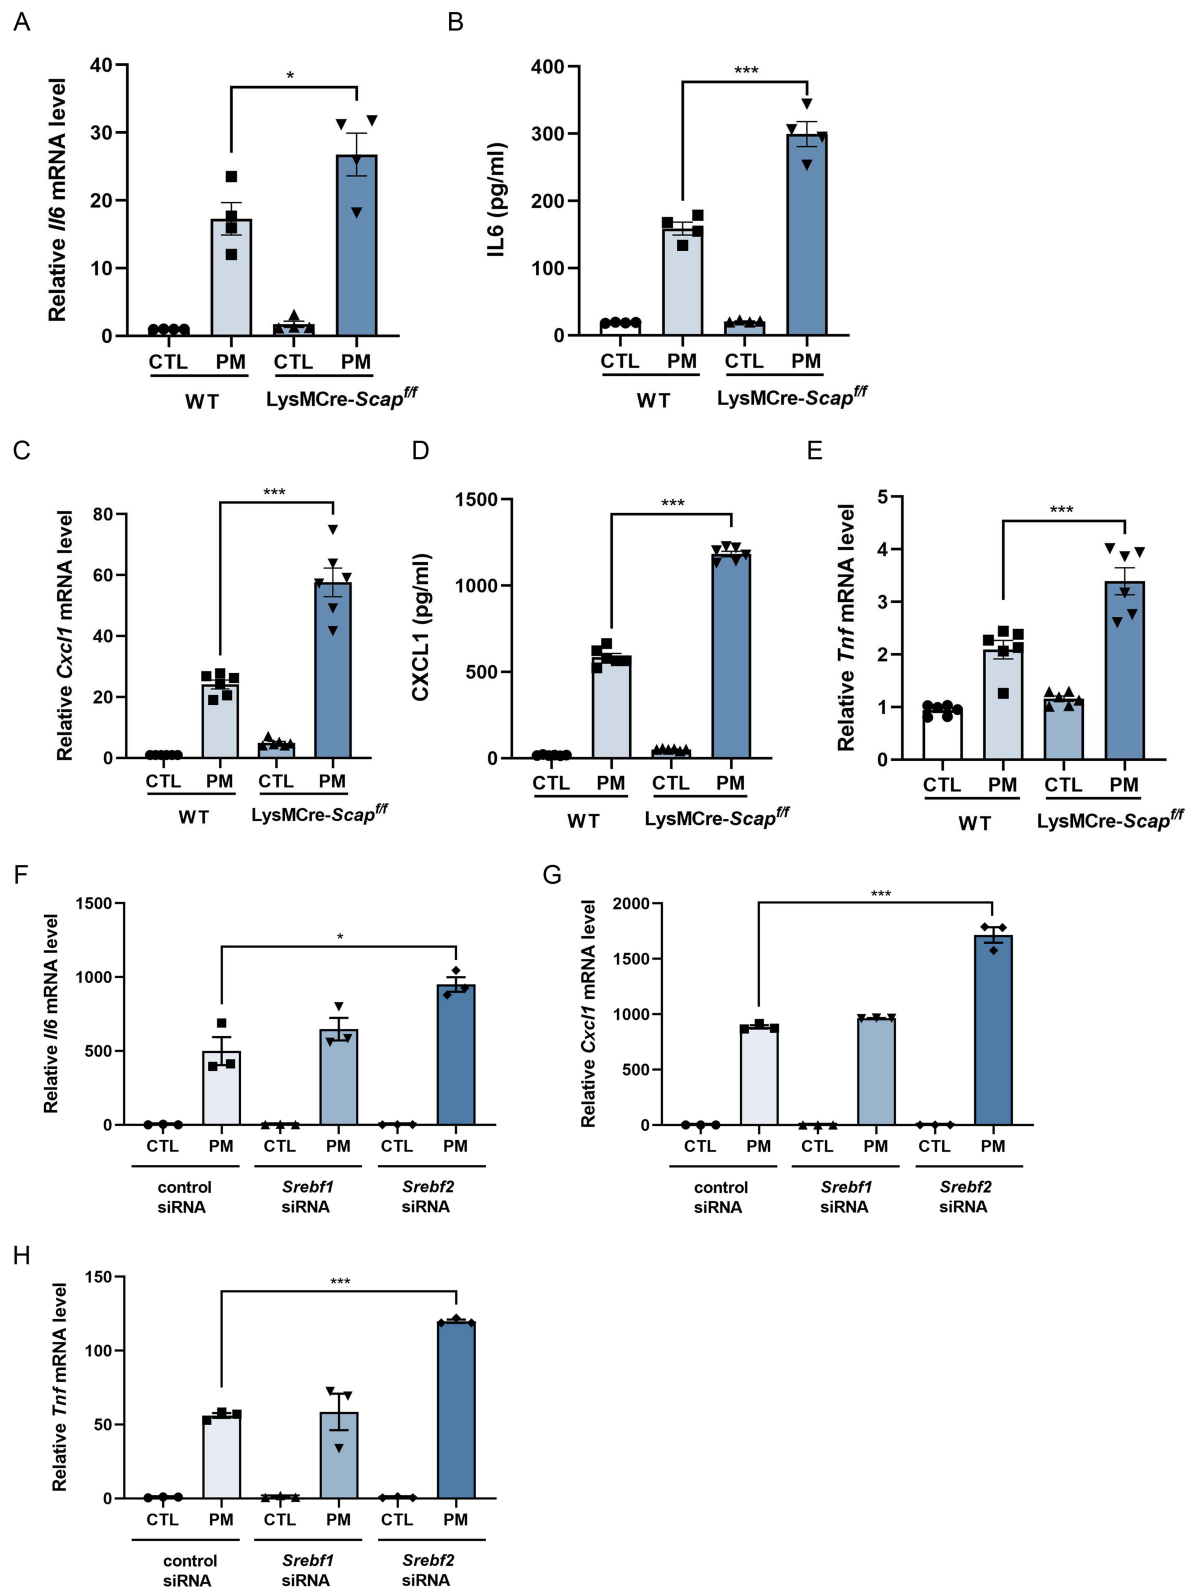 A
Relative Il6 mRNA level
40
30
20
10
0
*
CTL PM CTL PM
WT LysMCre-Scapf/f
B
IL6 (pg/ml)
400
300
200
100
0
***
CTL PM CTL PM
WT LysMCre-Scapf/f
C
Relative Cxcl1 mRNA level
80
60
40
20
0
***
CTL PM CTL PM
WT LysMCre-Scapf/f
D
CXCL1 (pg/ml)
1500
1000
500
0
***
CTL PM CTL PM
WT LysMCre-Scapf/f
E
Relative Tnf mRNA level
5
4
3
2
1
0
***
CTL PM CTL PM
WT LysMCre-Scapf/f
F
Relative Il6 mRNA level
1500
1000
500
0
*
CTL PM CTL PM CTL PM
control Srebf1 Srebf2
siRNA siRNA siRNA
G
Relative Cxcl1 mRNA level
2000
1500
1000
500
0
***
CTL PM CTL PM CTL PM
control Srebf1 Srebf2
siRNA siRNA siRNA
H
Relative Tnf mRNA level
150
100
50
0
***
CTL PM CTL PM CTL PM
control Srebf1 Srebf2
siRNA siRNA siRNA